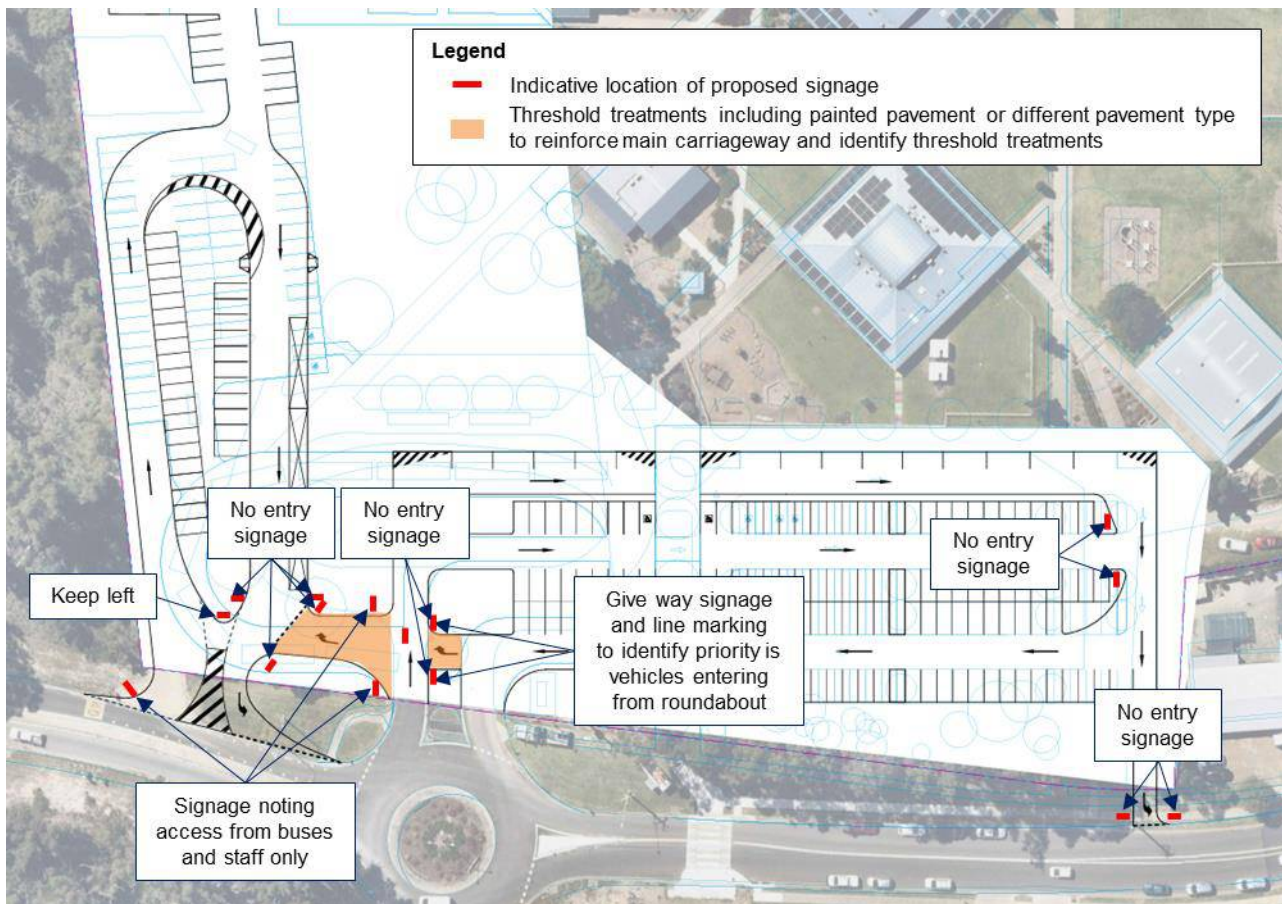 Legend
Indicative location of proposed signage
Threshold treatments including painted pavement or different pavement type
to reinforce main carriageway and identify threshold treatments
No entry
signage
No entry
signage
No entry
signage
Keep left
Give way signage
and line marking
to identify priority is
vehicles entering
from roundabout
No entry
signage
Signage noting
access from buses
and staff only